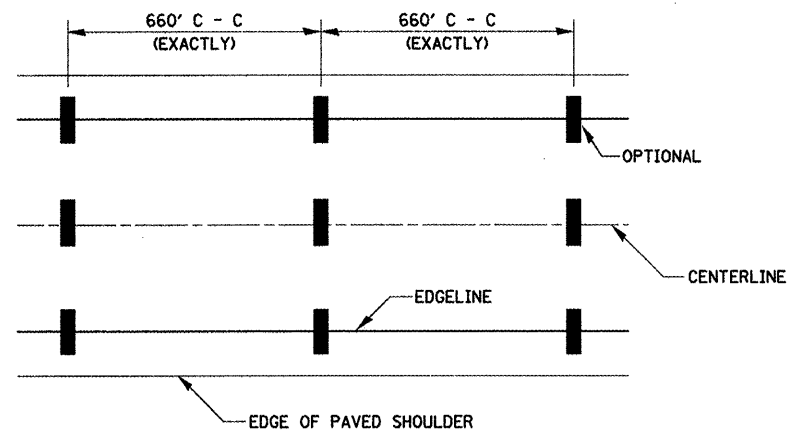 660' C - C
(EXACTLY)
660' C - C
(EXACTLY)
OPTIONAL
CENTERLINE
EDGELINE
EDGE OF PAVED SHOULDER